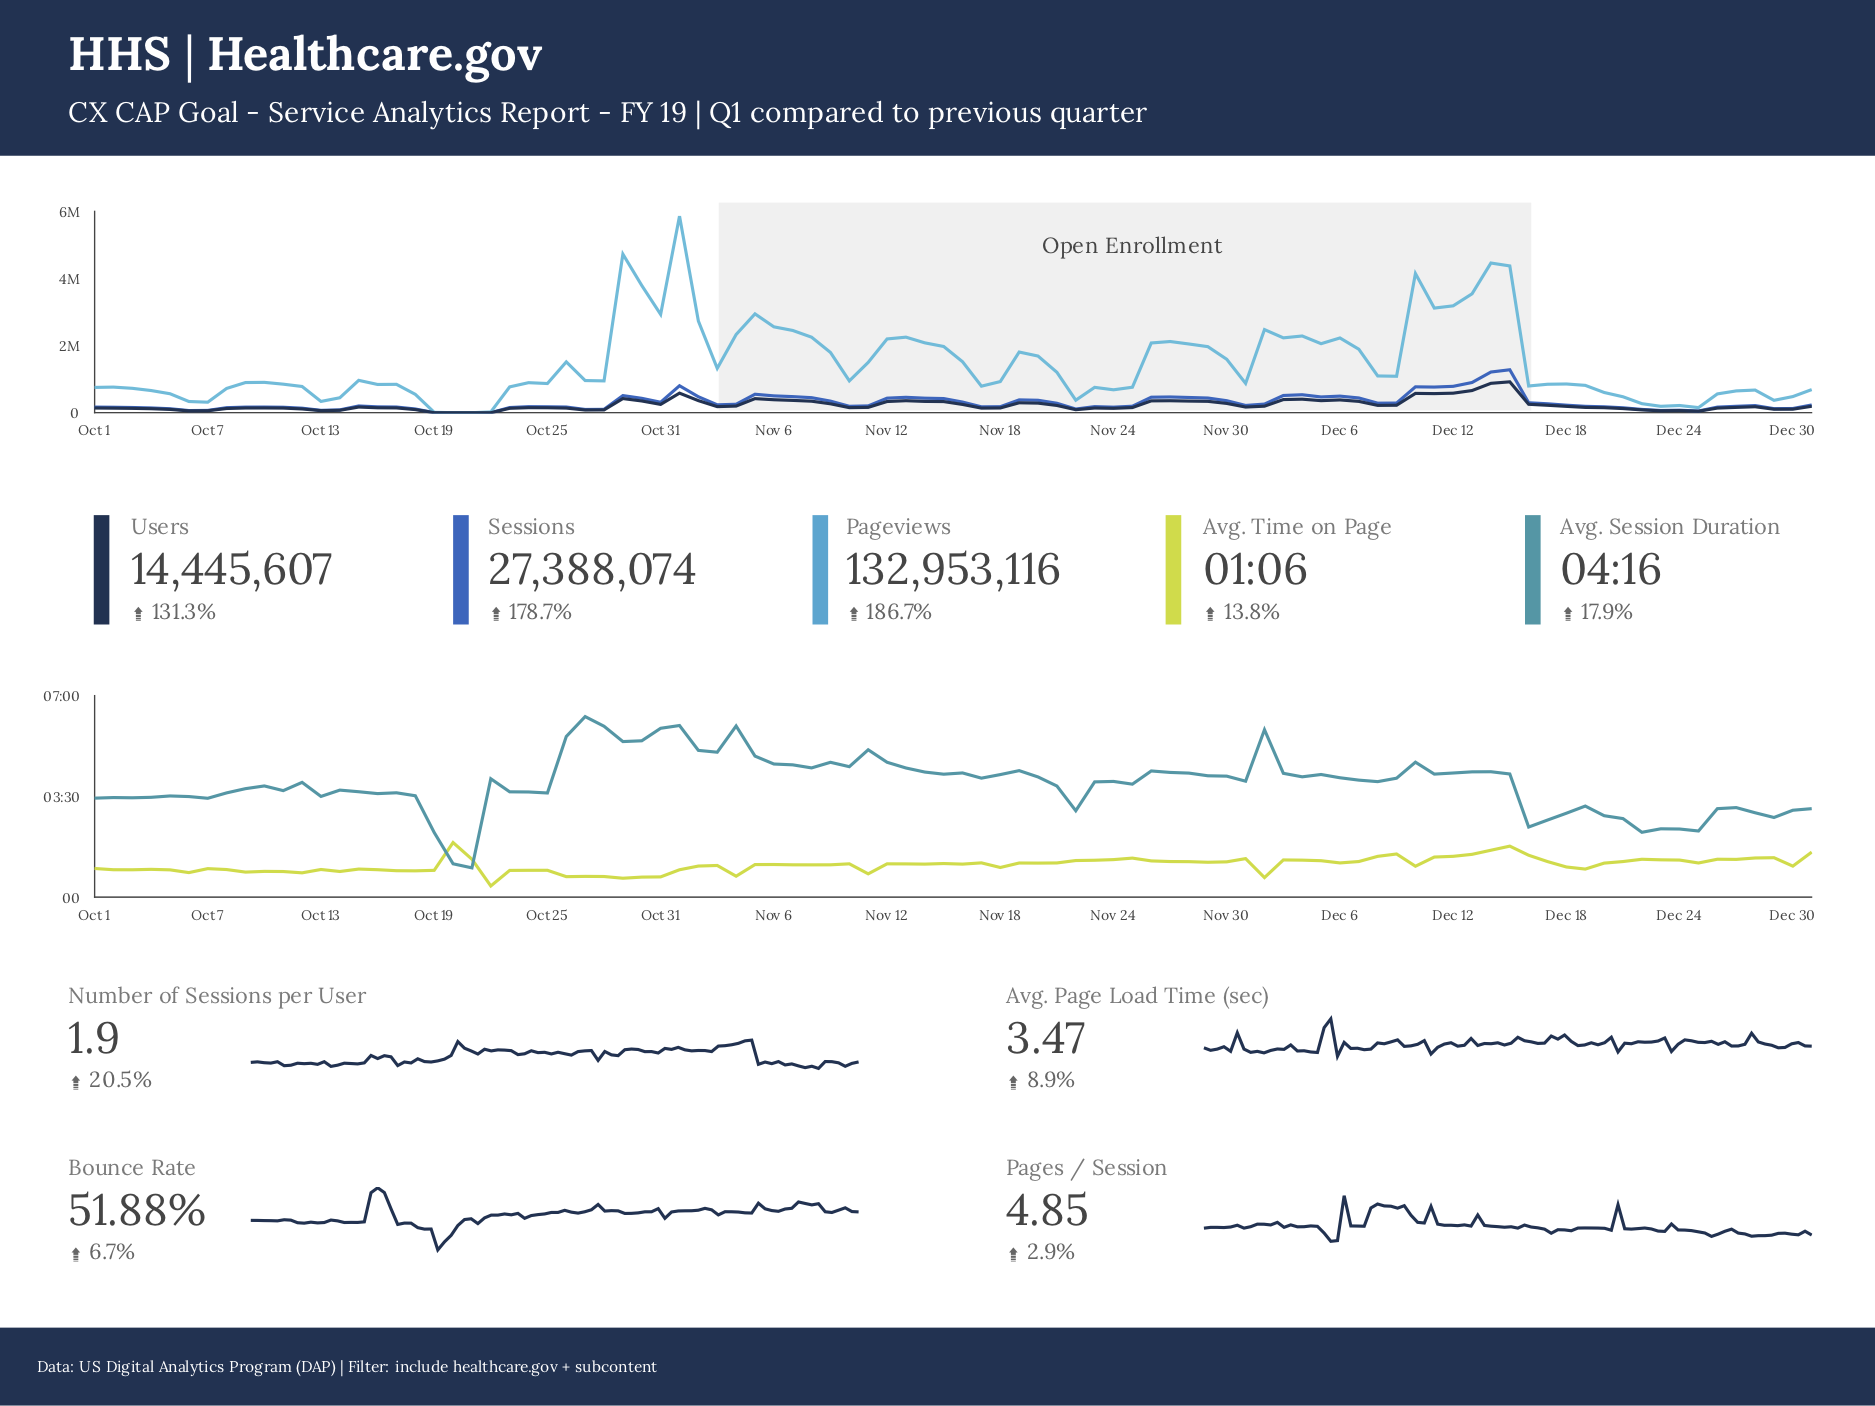 HHS | Healthcare.gov
CX CAP Goal - Service Analytics Report - FY 19 | Q1 compared to previous quarter
6M
Open Enrollment
4M
2M
0
Oct 1 Oct 7 Oct 13 Oct 19 Oct 25 Oct 31 Nov 6 Nov 12 Nov 18 Nov 24 Nov 30 Dec 6 Dec 12 Dec 18 Dec 24 Dec 30
Users
14,445,607
131.3%
Sessions
27,388,074
178.7%
Pageviews
132,953,116
186.7%
Avg. Time on Page
01:06
13.8%
Avg. Session Duration
04:16
17.9%
07:00
03:30
00
Oct 1 Oct 7 Oct 13 Oct 19 Oct 25 Oct 31 Nov 6 Nov 12 Nov 18 Nov 24 Nov 30 Dec 6 Dec 12 Dec 18 Dec 24 Dec 30
Number of Sessions per User
1.9
20.5%
Avg. Page Load Time (sec)
3.47
8.9%
Bounce Rate
51.88%
6.7%
Pages / Session
4.85
2.9%
Data: US Digital Analytics Program (DAP) | Filter: include healthcare.gov + subcontent